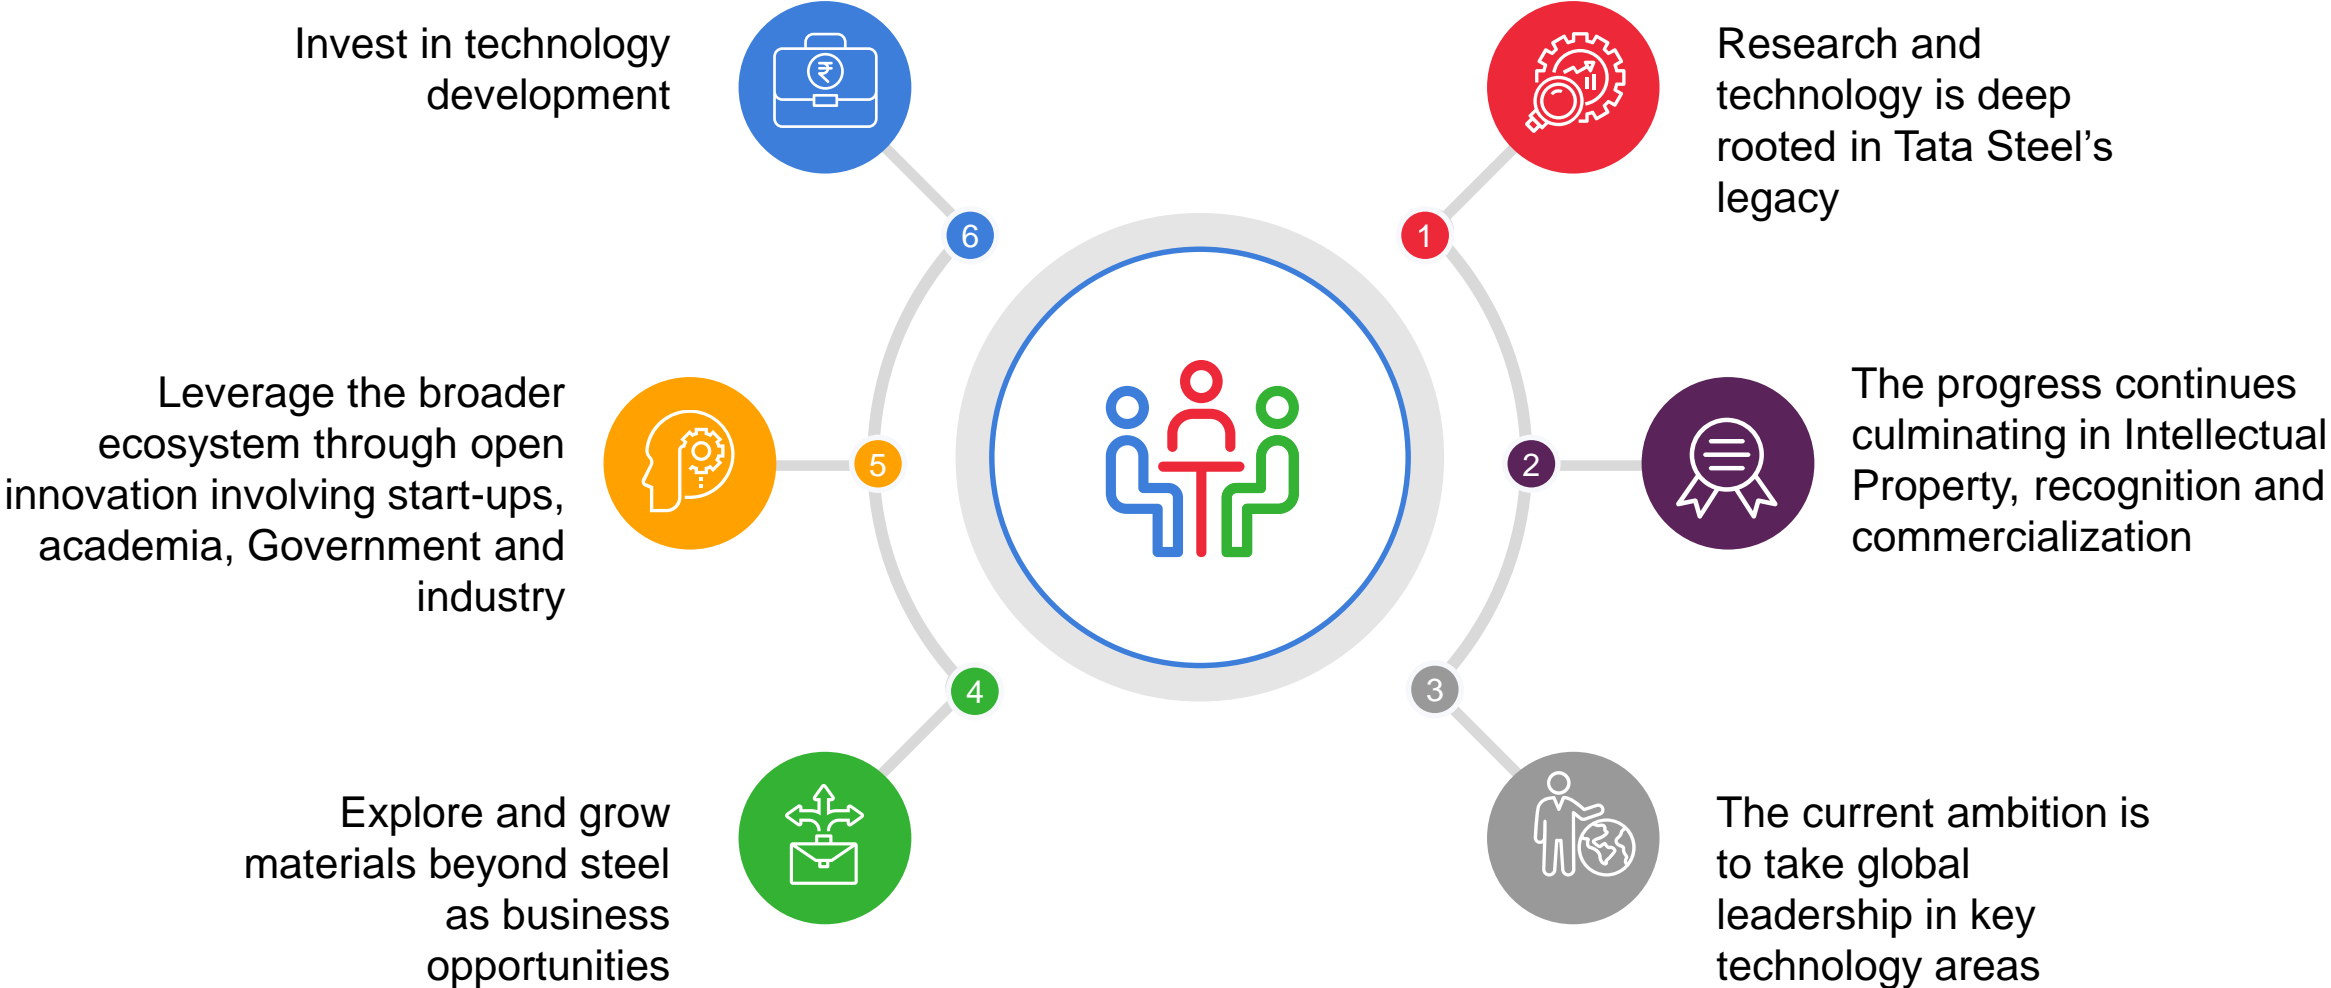 Research and
technology is deep
rooted in Tata Steel’s
legacy
1
The progress continues
culminating in Intellectual
Property, recognition and
commercialization
2
The current ambition is
to take global
leadership in key
technology areas
3
Explore and grow
materials beyond steel
as business
opportunities
4
Leverage the broader
ecosystem through open
innovation involving start-ups,
academia, Government and
industry
5
Invest in technology
development
₹
6